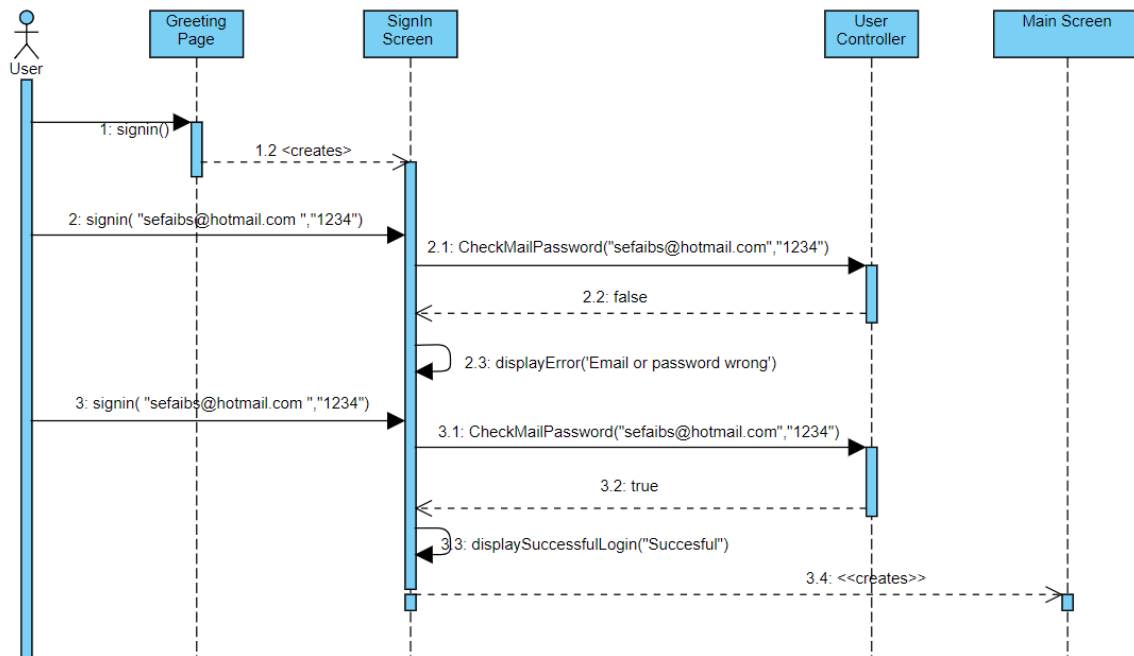 Greeting
Page
SignIn
Screen
User
Controller
Main Screen
User
1: signin()
1.2 <creates>
2: signin( "sefaibs@hotmail.com ","1234")
2.1: CheckMailPassword("sefaibs@hotmail.com","1234")
2.2: false
2.3: displayError('Email or password wrong')
3: signin( "sefaibs@hotmail.com ","1234")
3.1: CheckMailPassword("sefaibs@hotmail.com","1234")
3.2: true
3.3: displaySuccessfulLogin("Succesful")
3.4: <<creates>>